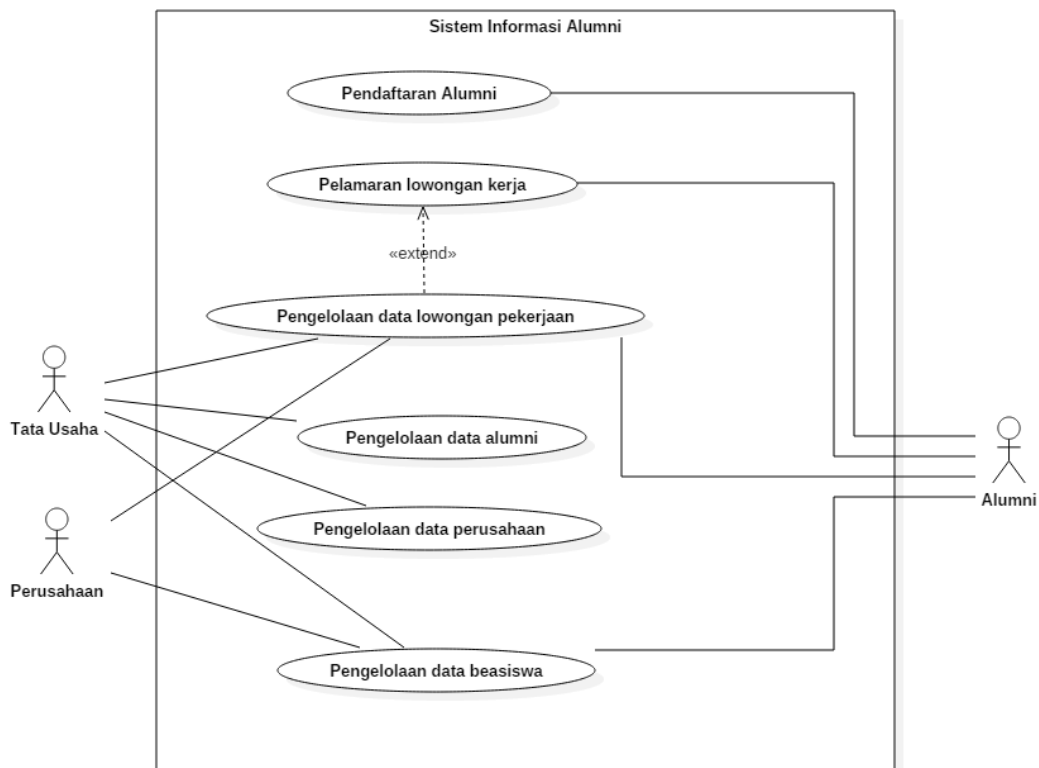 Sistem Informasi Alumni
Pendaftaran Alumni
Pelamaran lowongan kerja
«extend»
Pengelolaan data lowongan pekerjaan
Tata Usaha
Pengelolaan data alumni
Alumni
Pengelolaan data perusahaan
Perusahaan
Pengelolaan data beasiswa